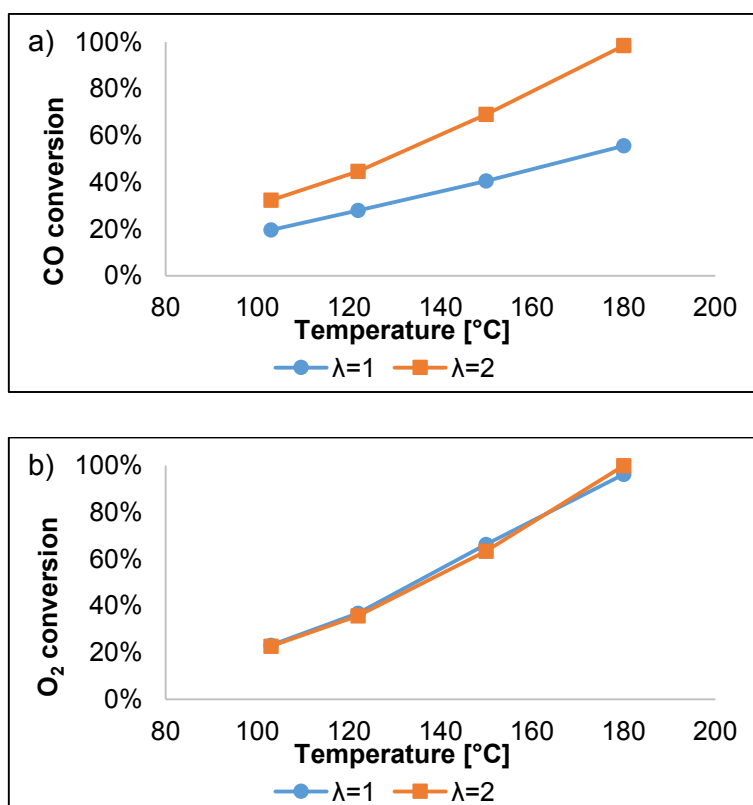 a)
CO conversion
100%
80%
60%
40%
20%
0%
80 100 120 140 160 180 200
Temperature [°C]
λ=1 λ=2
b)
O₂ conversion
100%
80%
60%
40%
20%
0%
80 100 120 140 160 180 200
Temperature [°C]
λ=1 λ=2